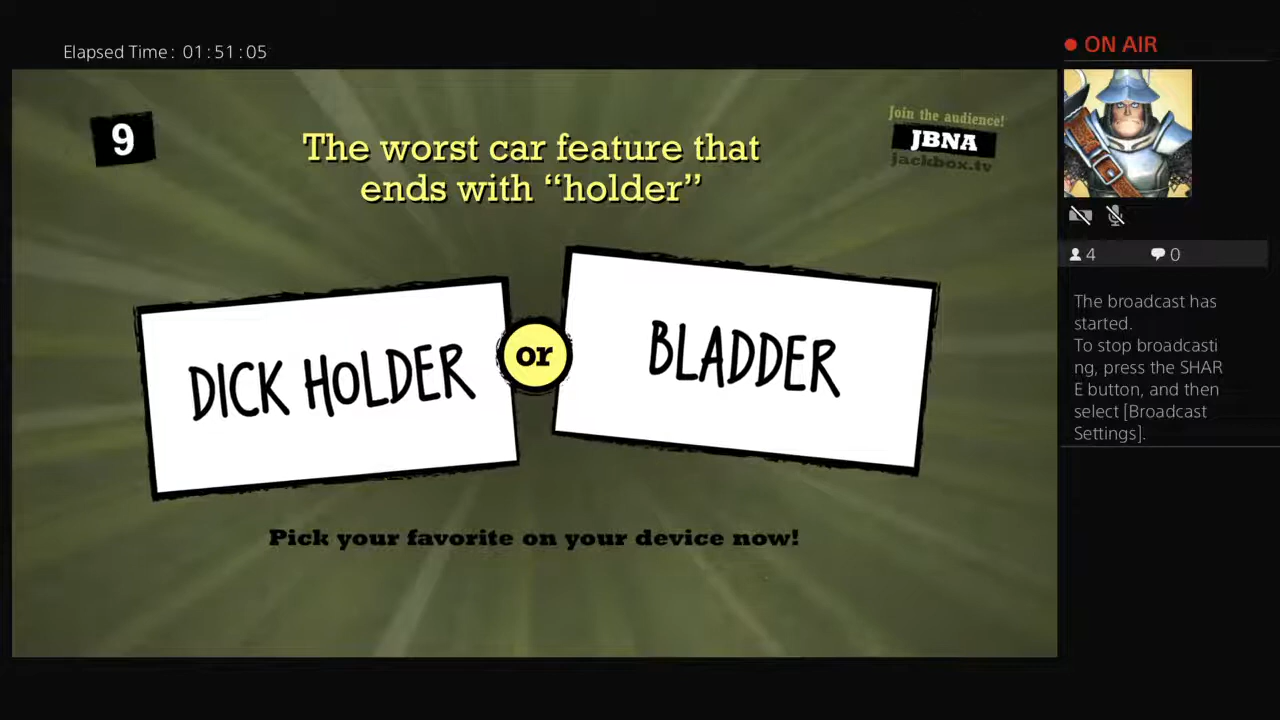 Elapsed Time: 01:51:05
ON AIR
9
The worst car feature that
ends with “holder”
Join the audience!
JBNA
jackbox.tv
DICK HOLDER
or
BLADDER
Pick your favorite on your device now!
4
0
The broadcast has
started.
To stop broadcasti
ng, press the SHAR
E button, and then
select [Broadcast
Settings].